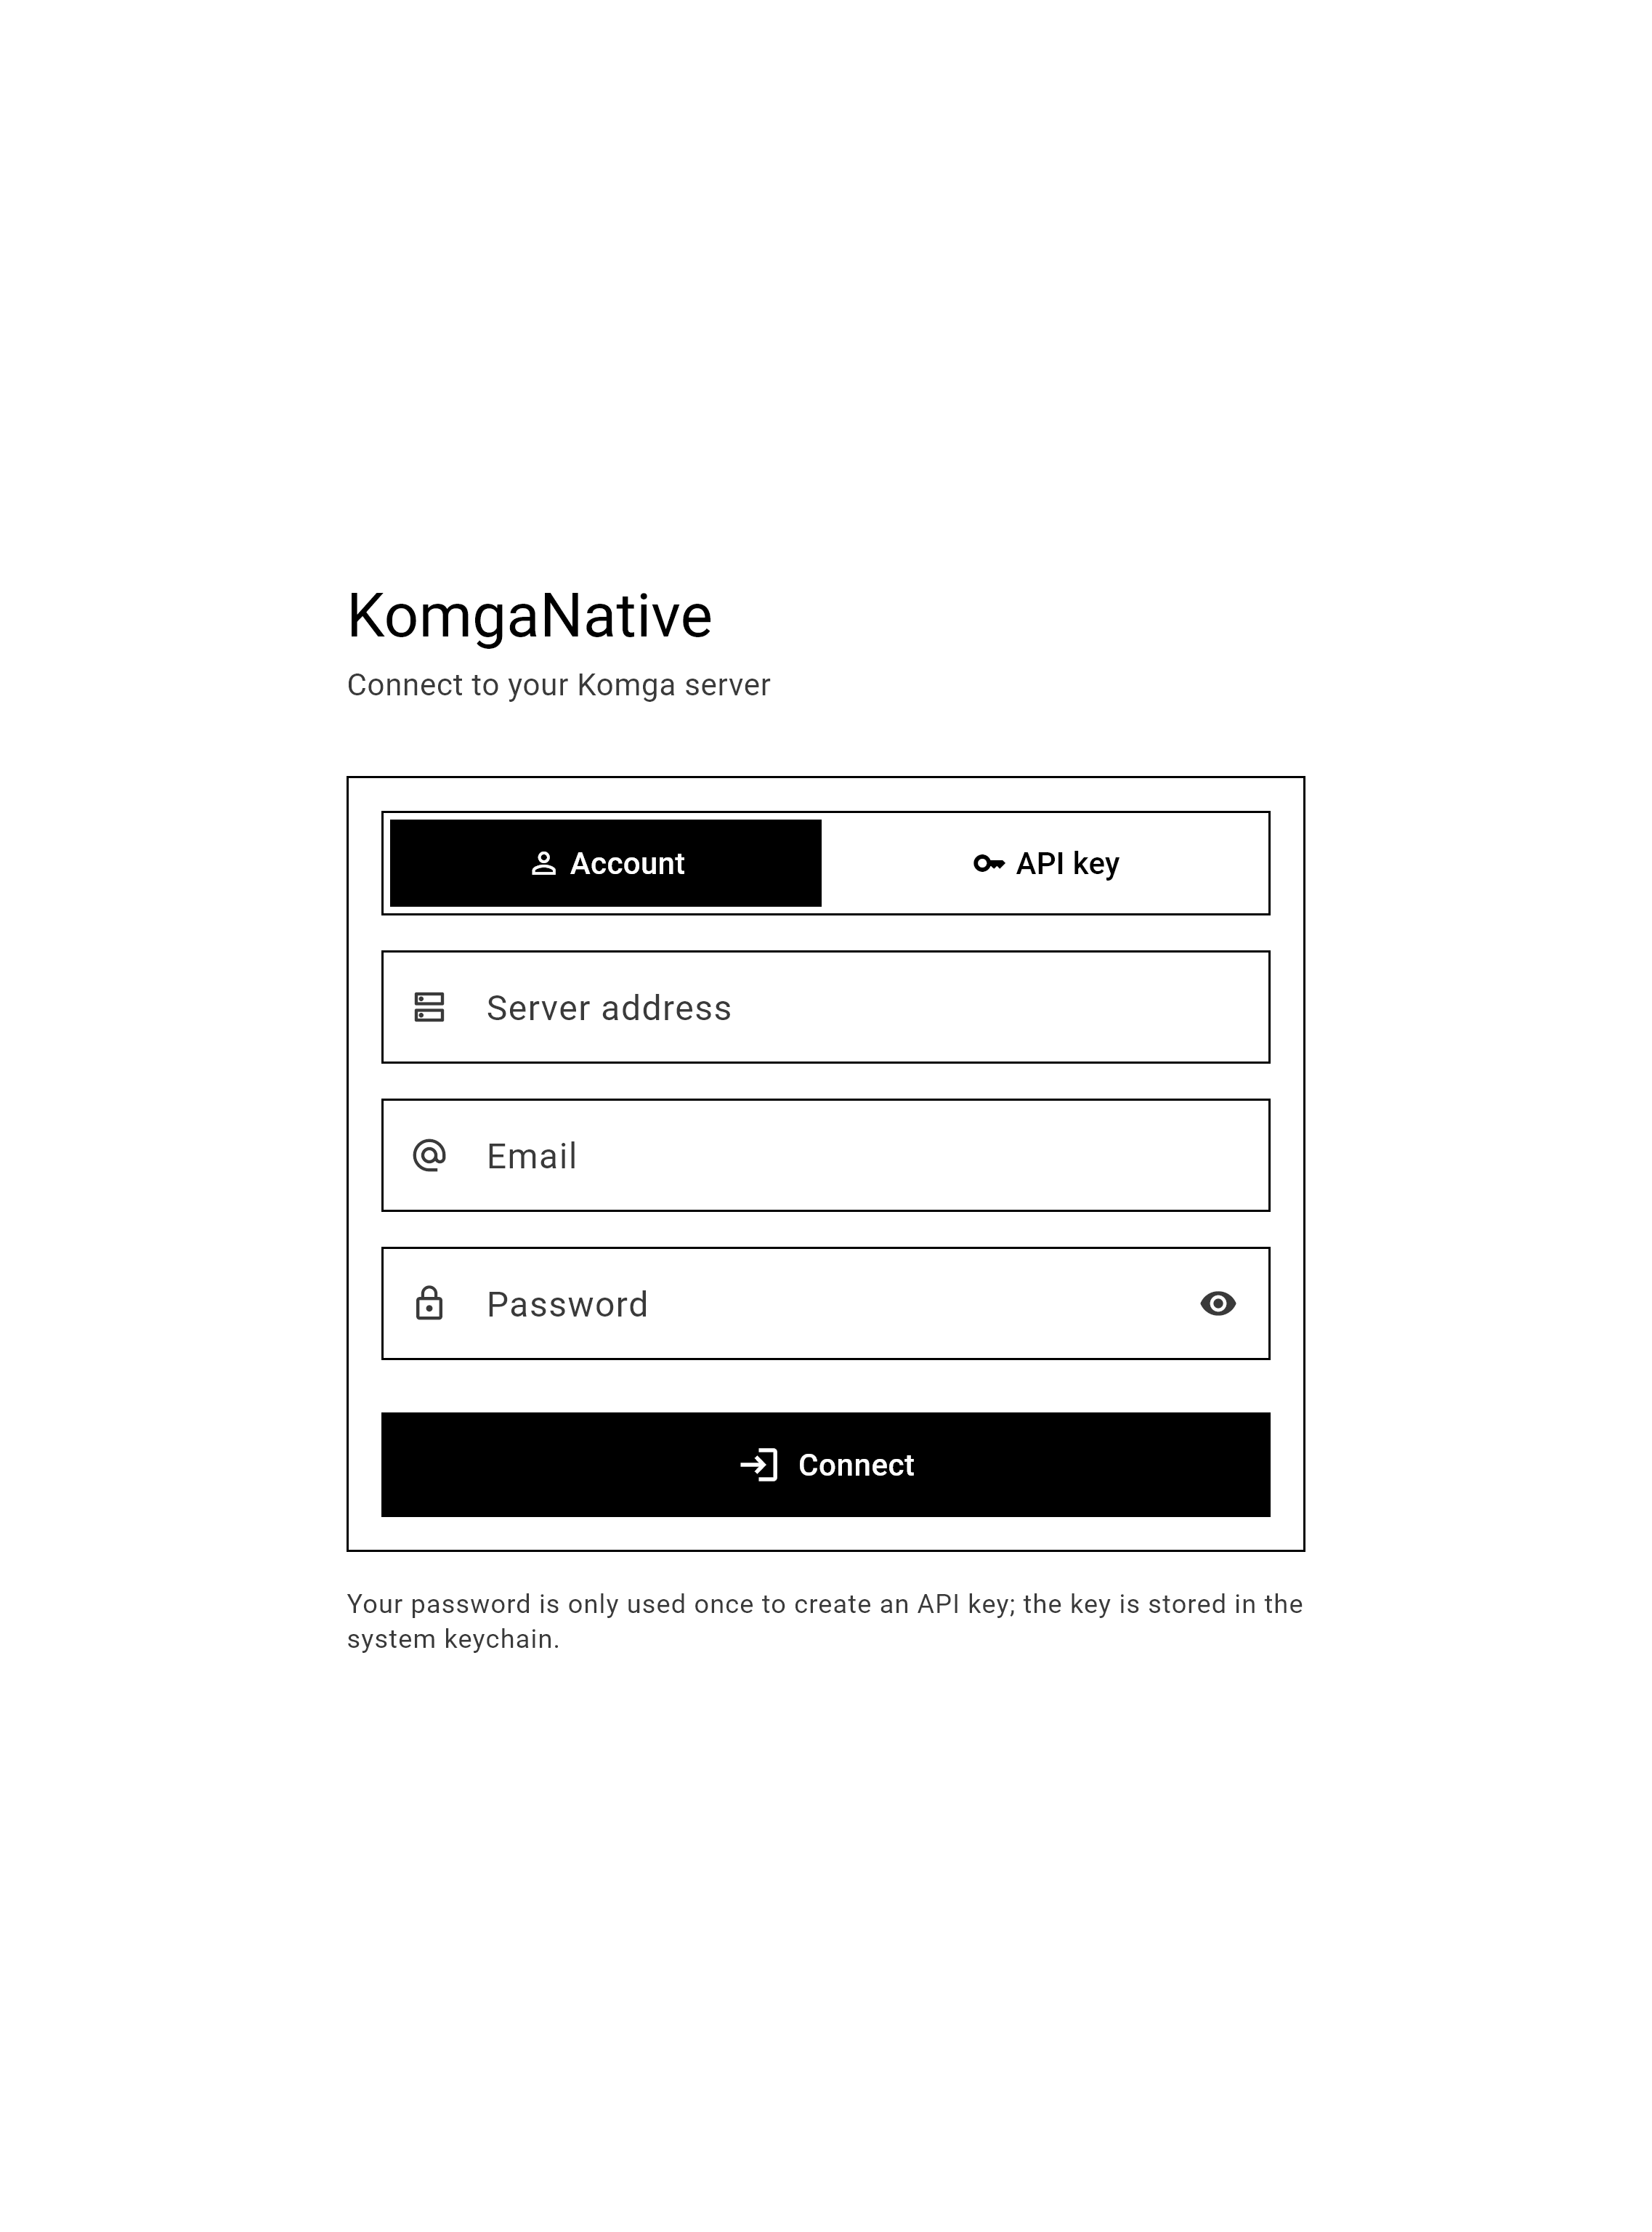 KomgaNative
Connect to your Komga server
Account
API key
Server address
Email
Password
Connect
Your password is only used once to create an API key; the key is stored in the
system keychain.